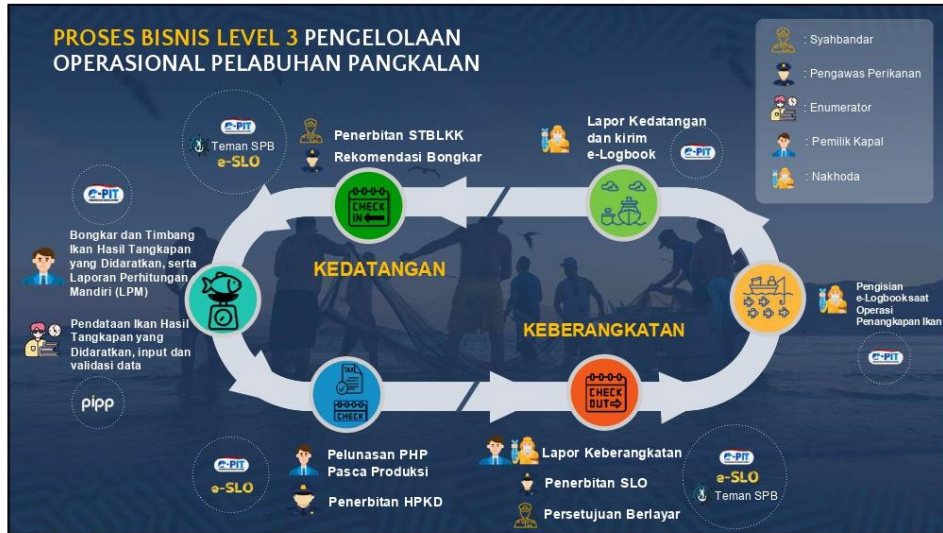 PROSES BISNIS LEVEL 3 PENGELOLAAN
OPERASIONAL PELABUHAN PANGKALAN
: Syahbandar
: Pengawas Perikanan
: Enumerator
: Pemilik Kapal
: Nakhoda
e-PIT
Teman SPB
e-SLO
Penerbitan STBLKK
Rekomendasi Bongkar
Lapor Kedatangan
dan kirim
e-Logbook
e-PIT
CHECK
IN
e-PIT
Bongkar dan Timbang
Ikan Hasil Tangkapan
yang Didaratkan, serta
Laporan Perhitungan
Mandiri (LPM)
KEDATANGAN
Pendataan Ikan Hasil
Tangkapan yang
Didaratkan, input dan
validasi data
pipp
KEBERANGKATAN
Pengisian
e-Logbooksaat
Operasi
Penangkapan Ikan
e-PIT
TAX
CHECK
CHECK
OUT
e-PIT
e-SLO
Pelunasan PHP
Pasca Produksi
Penerbitan HPKD
Lapor Keberangkatan
Penerbitan SLO
Persetujuan Berlayar
e-PIT
e-SLO
Teman SPB